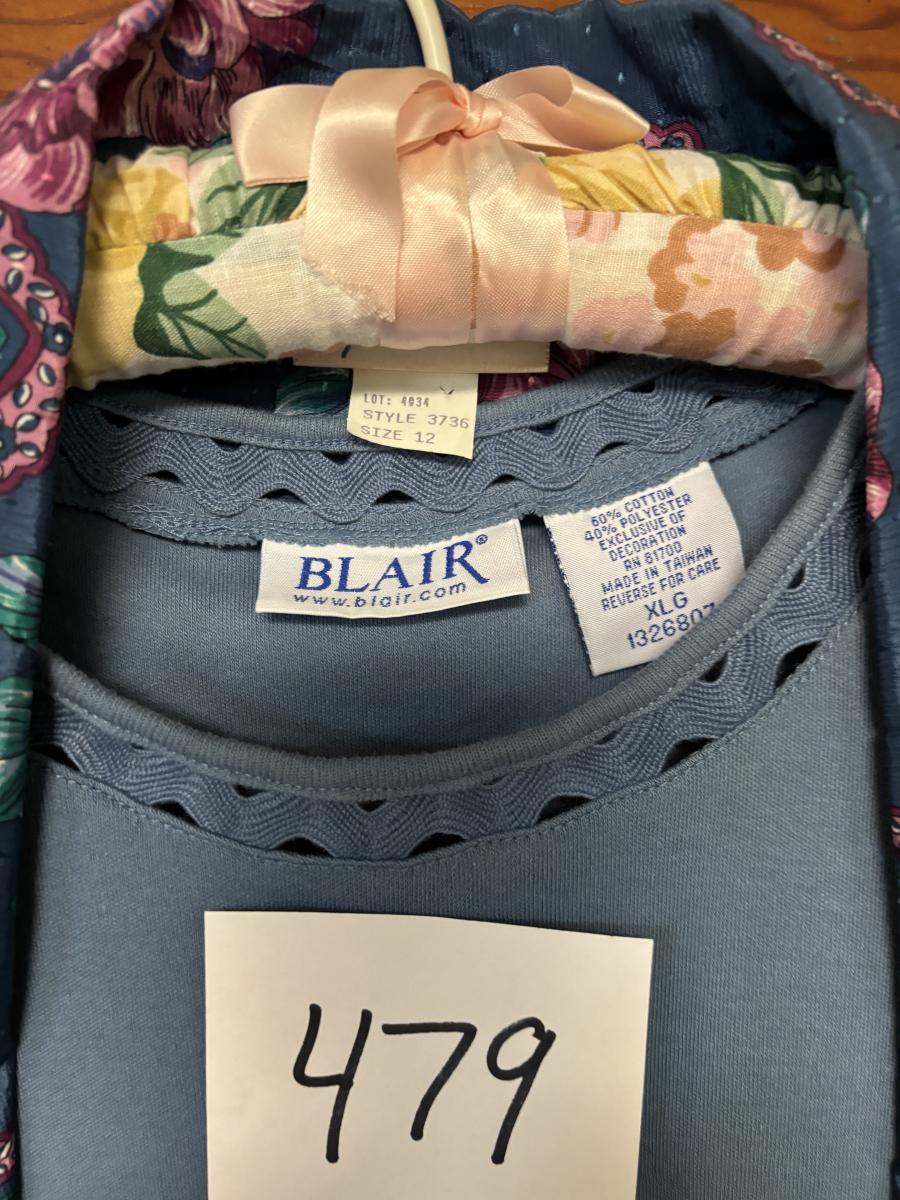 LOT: 4034
STYLE 3736
SIZE 12
BLAIR®
www.blair.com
60% COTTON
40% POLYESTER
EXCLUSIVE OF
DECORATION
RN 81700
MADE IN TAIWAN
REVERSE FOR CARE
XLG
1326807
479